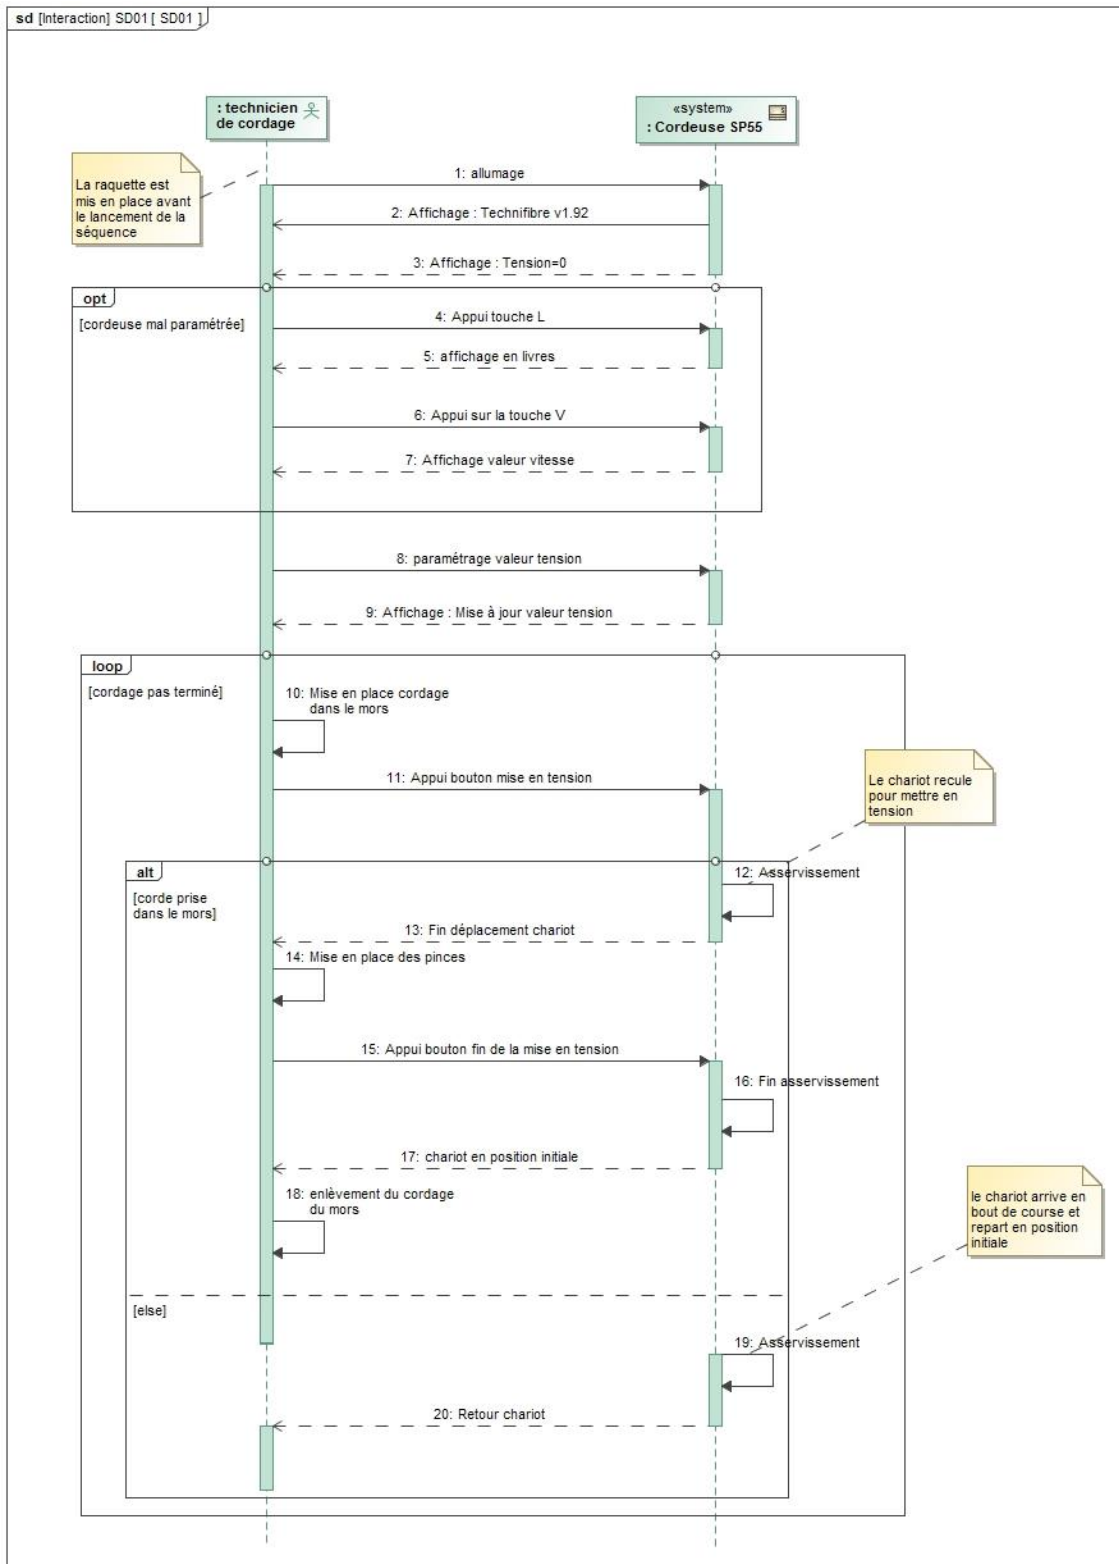 sd [Interaction] SD01 [ SD01 ]
: technicien
de cordage
«system»
: Cordeuse SP55
La raquette est
mis en place avant
le lancement de la
séquence
1: allumage
2: Affichage : Technifibre v1.92
3: Affichage : Tension=0
opt
[cordeuse mal paramétrée]
4: Appui touche L
5: affichage en livres
6: Appui sur la touche V
7: Affichage valeur vitesse
8: paramétrage valeur tension
9: Affichage : Mise à jour valeur tension
loop
[cordage pas terminé]
10: Mise en place cordage
dans le mors
11: Appui bouton mise en tension
Le chariot recule
pour mettre en
tension
alt
[corde prise
dans le mors]
12: Asservissement
13: Fin déplacement chariot
14: Mise en place des pinces
15: Appui bouton fin de la mise en tension
16: Fin asservissement
17: chariot en position initiale
18: enlèvement du cordage
du mors
le chariot arrive en
bout de course et
repart en position
initiale
[else]
19: Asservissement
20: Retour chariot